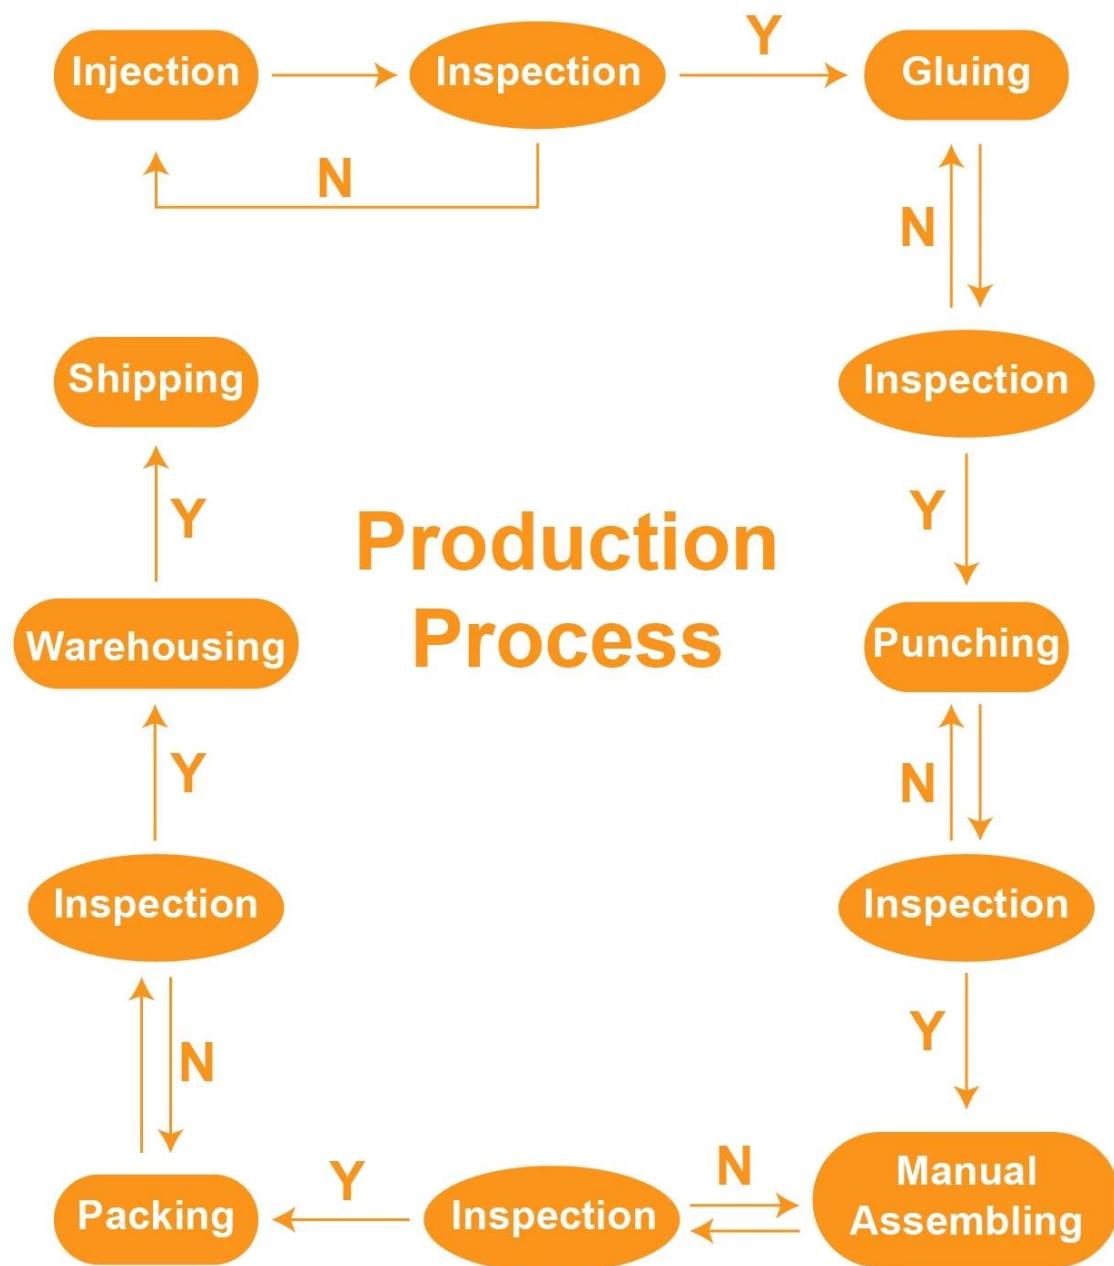 Injection
Inspection
Y
Gluing
N
N
Inspection
Shipping
Y
Y
Production
Process
Warehousing
Punching
Y
N
Inspection
Inspection
Y
N
Manual
Assembling
N
Y
Inspection
Packing